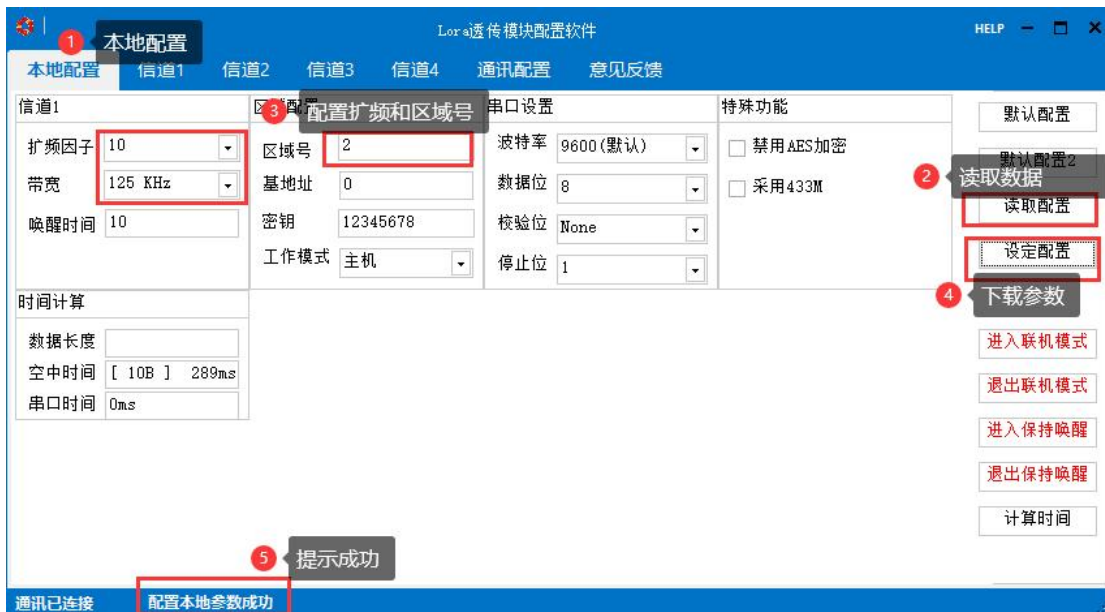 Lora透传模块配置软件
HELP
1 本地配置
本地配置 信道1 信道2 信道3 信道4 通讯配置 意见反馈
信道1
扩频因子 10
带宽 125 KHz
唤醒时间 10
3 配置扩频和区域号
区域号 2
基地址 0
密钥 12345678
工作模式 主机
串口设置
波特率 9600(默认)
数据位 8
校验位 None
停止位 1
特殊功能
禁用AES加密
采用433M
默认配置
默认配置2
2 读取数据
读取配置
设定配置
4 下载参数
进入联机模式
退出联机模式
进入保持唤醒
退出保持唤醒
计算时间
时间计算
数据长度
空中时间 [ 10B ] 289ms
串口时间 0ms
5 提示成功
通讯已连接 配置本地参数成功